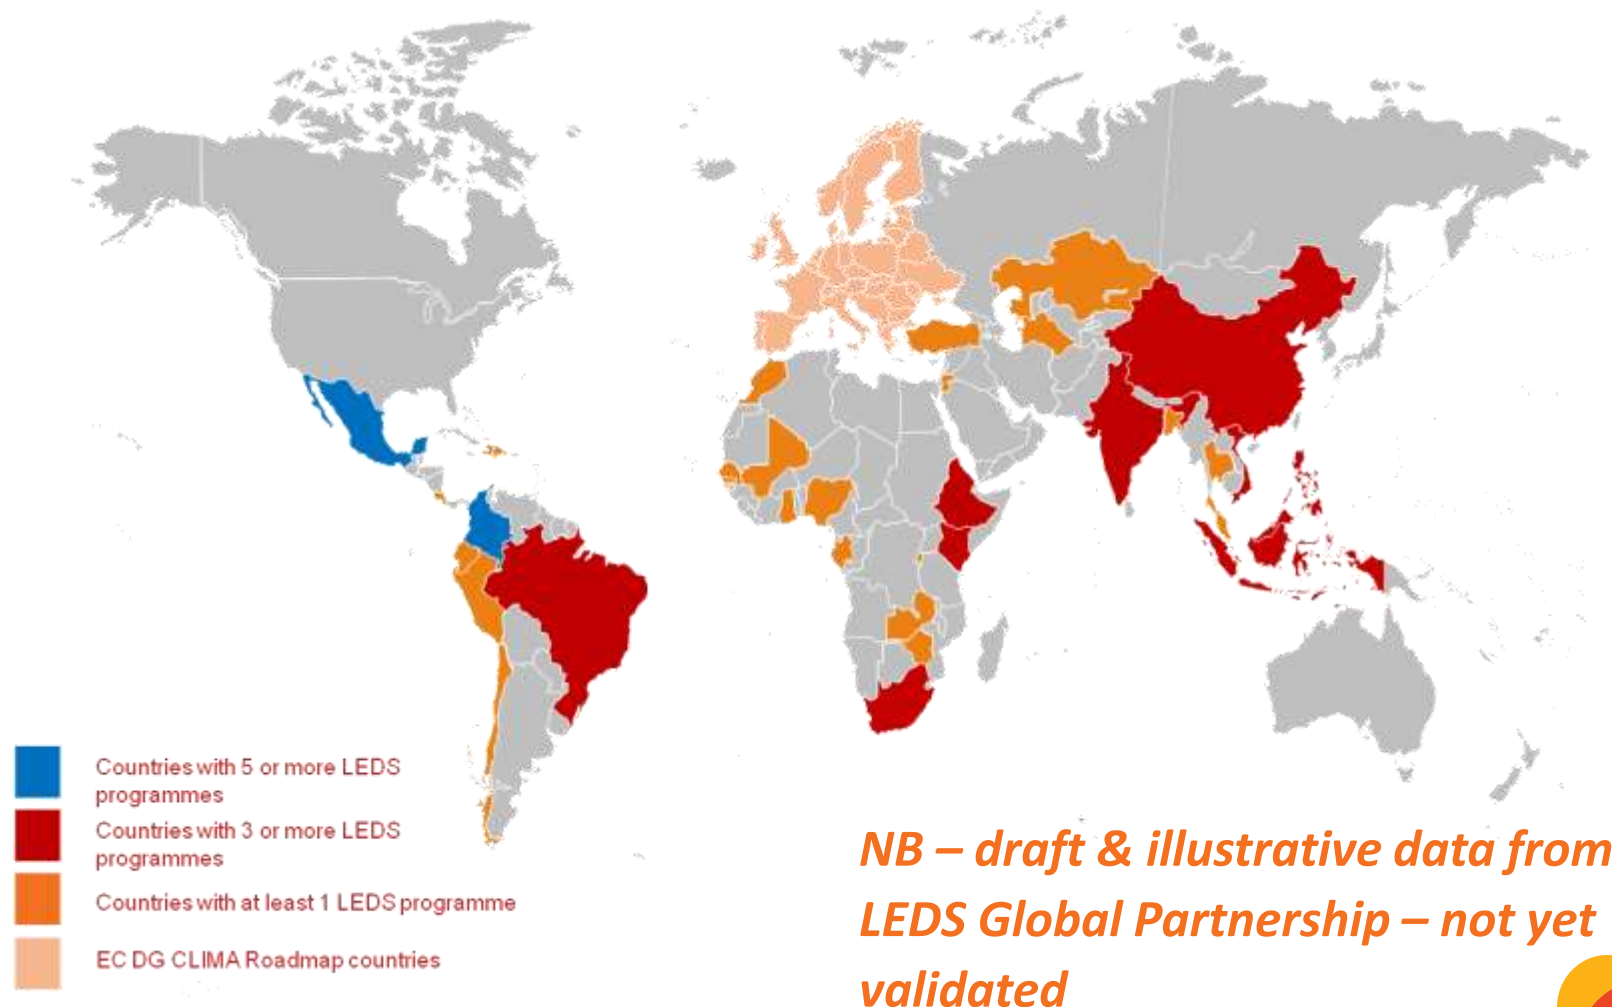 Countries with 5 or more LEDS
programmes
Countries with 3 or more LEDS
programmes
Countries with at least 1 LEDS programme
EC DG CLIMA Roadmap countries
NB – draft & illustrative data from
LEDS Global Partnership – not yet
validated